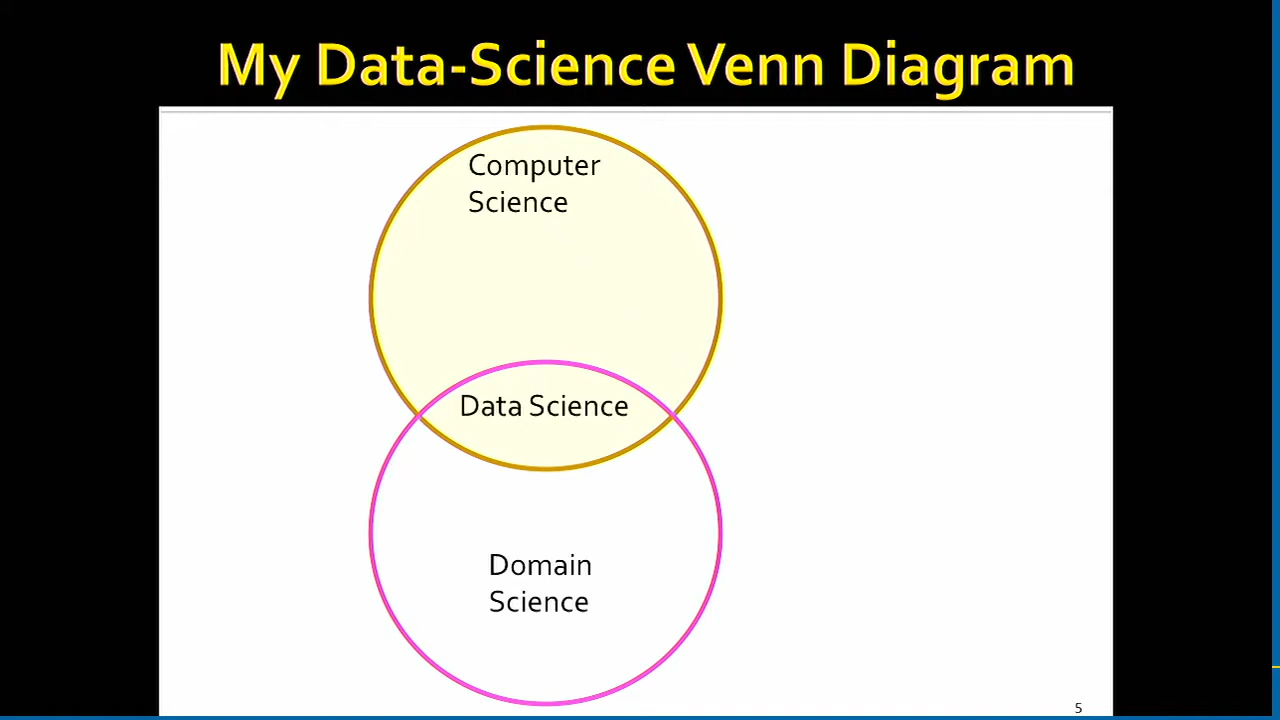 My Data-Science Venn Diagram
Computer
Science
Data Science
Domain
Science
5